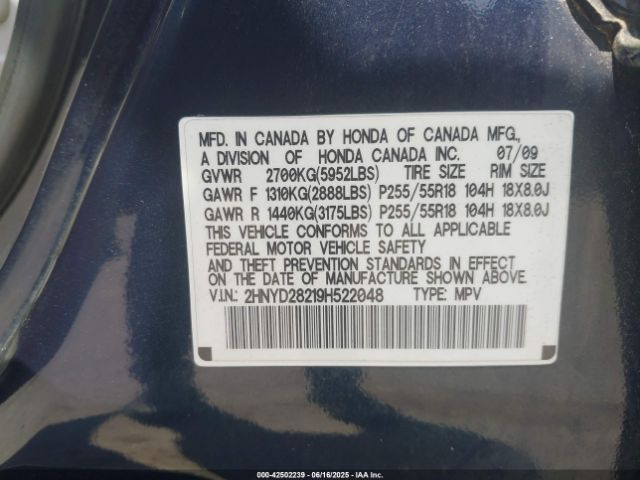 MFD. IN CANADA BY HONDA OF CANADA MFG.,
A DIVISION OF HONDA CANADA INC. 07/09
GVWR 2700KG(5952LBS) TIRE SIZE RIM SIZE
GAWR F 1310KG(2888LBS) P255/55R18 104H 18X8.0J
GAWR R 1440KG(3175LBS) P255/55R18 104H 18X8.0J
THIS VEHICLE CONFORMS TO ALL APPLICABLE
FEDERAL MOTOR VEHICLE SAFETY
AND THEFT PREVENTION STANDARDS IN EFFECT
ON THE DATE OF MANUFACTURE SHOWN ABOVE.
V.I.N.: 2HNYD28219H522048 TYPE: MPV
000-42502239 - 06/16/2025 - IAA Inc.